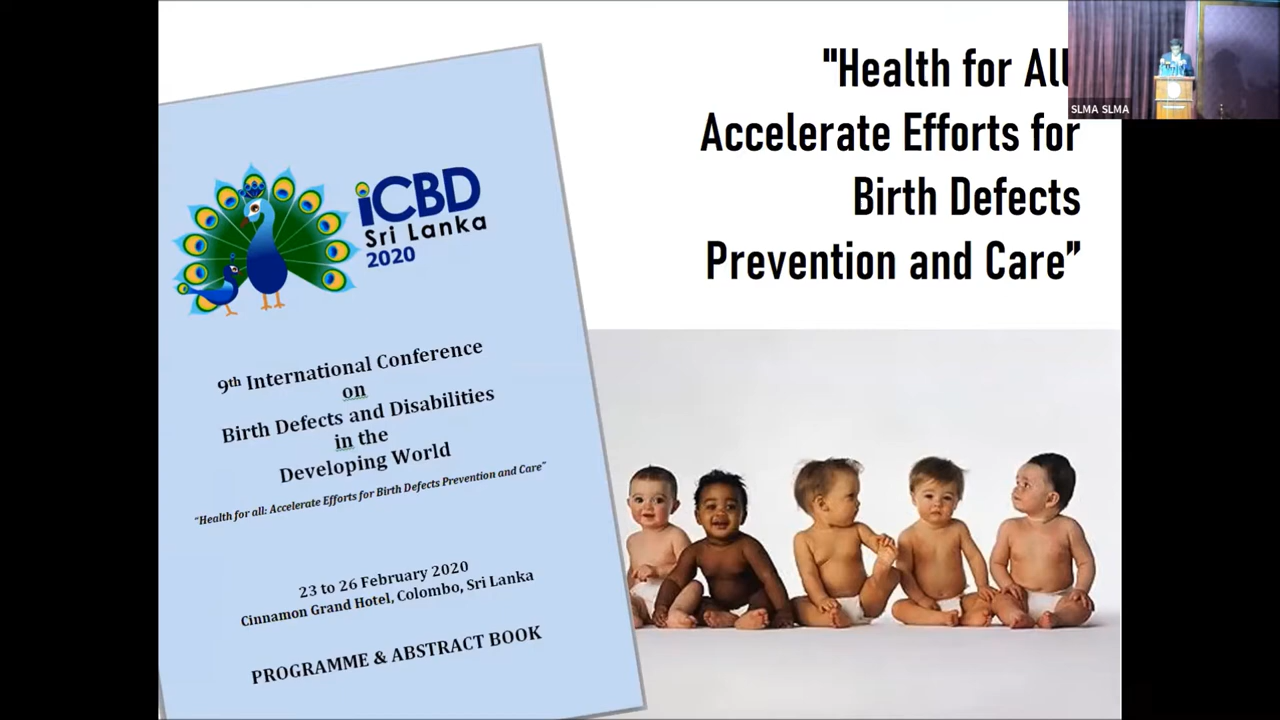 "Health for All
Accelerate Efforts for
Birth Defects
Prevention and Care”
SLMA SLMA
iCBD
Sri Lanka
2020
9th International Conference
on
Birth Defects and Disabilities
in the
Developing World
"Health for all: Accelerate Efforts for Birth Defects Prevention and Care"
23 to 26 February 2020
Cinnamon Grand Hotel, Colombo, Sri Lanka
PROGRAMME & ABSTRACT BOOK